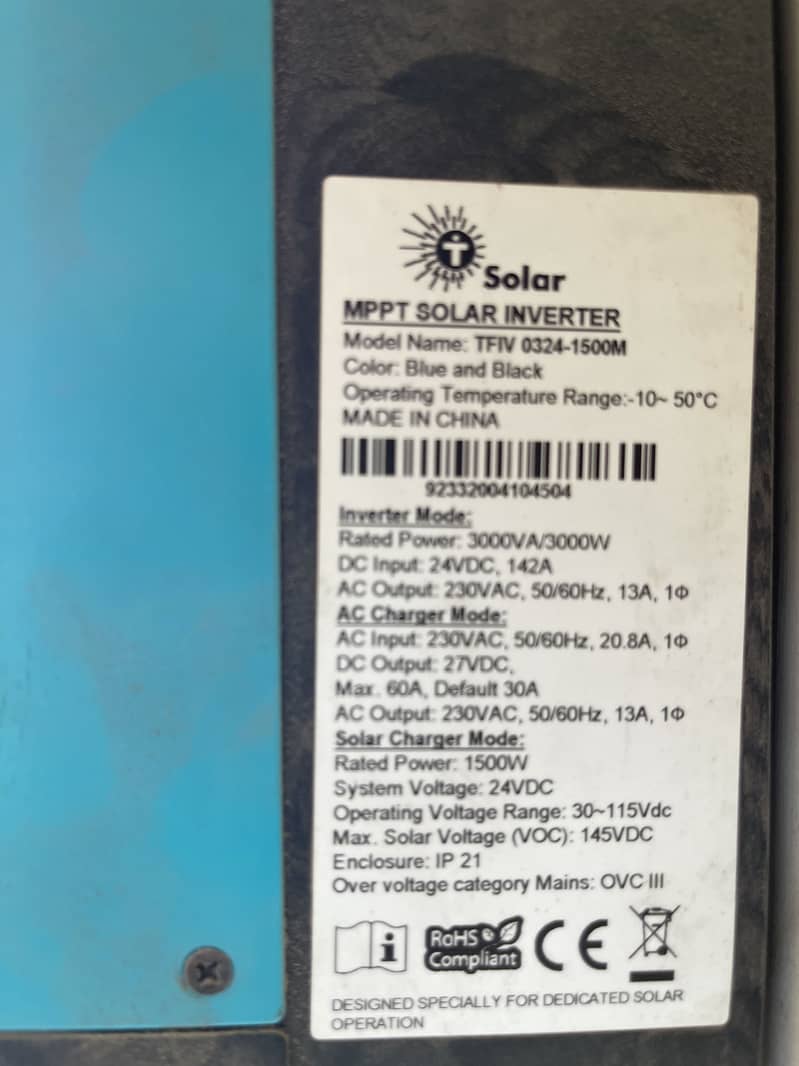 T Solar
MPPT SOLAR INVERTER
Model Name: TFIV 0324-1500M
Color: Blue and Black
Operating Temperature Range:-10~ 50°C
MADE IN CHINA
92332004104504
Inverter Mode:
Rated Power: 3000VA/3000W
DC Input: 24VDC, 142A
AC Output: 230VAC, 50/60Hz, 13A, 1Φ
AC Charger Mode:
AC Input: 230VAC, 50/60Hz, 20.8A, 1Φ
DC Output: 27VDC,
Max. 60A, Default 30A
AC Output: 230VAC, 50/60Hz, 13A, 1Φ
Solar Charger Mode:
Rated Power: 1500W
System Voltage: 24VDC
Operating Voltage Range: 30~115Vdc
Max. Solar Voltage (VOC): 145VDC
Enclosure: IP 21
Over voltage category Mains: OVC III
i
RoHS
Compliant
CE
DESIGNED SPECIALLY FOR DEDICATED SOLAR
OPERATION